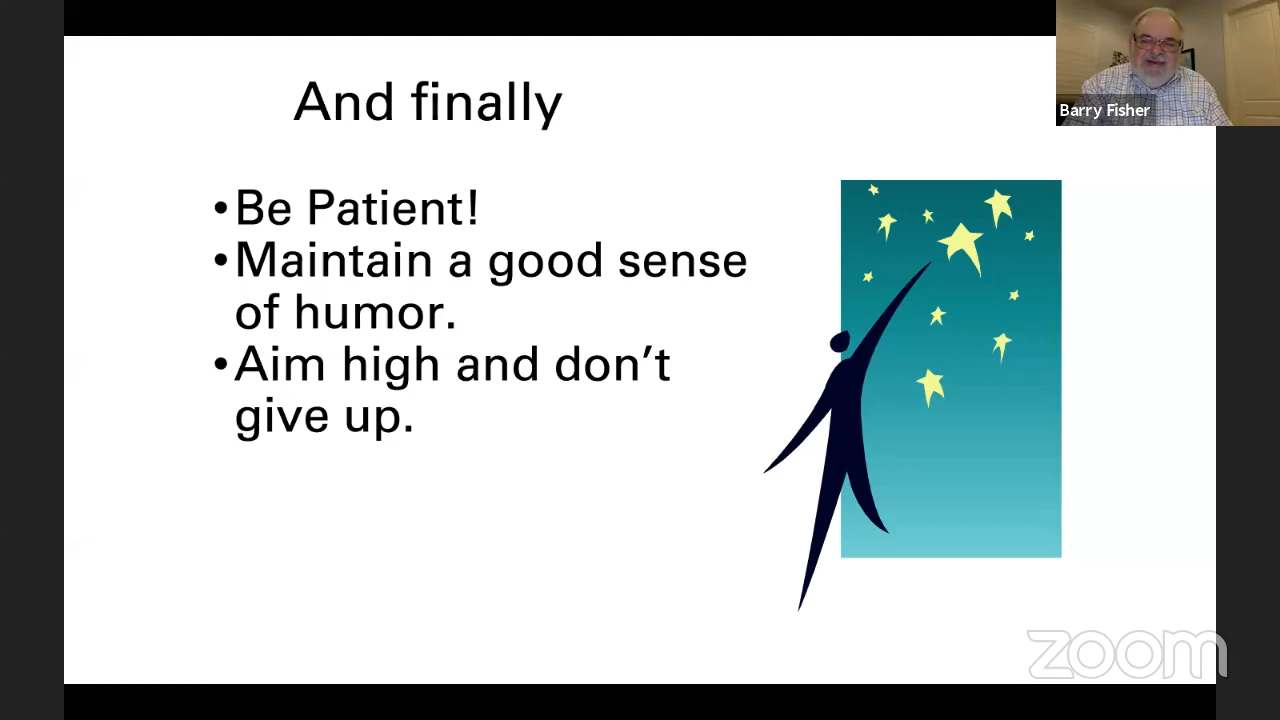 And finally
•Be Patient!
•Maintain a good sense
of humor.
•Aim high and don’t
give up.
Barry Fisher
zoom